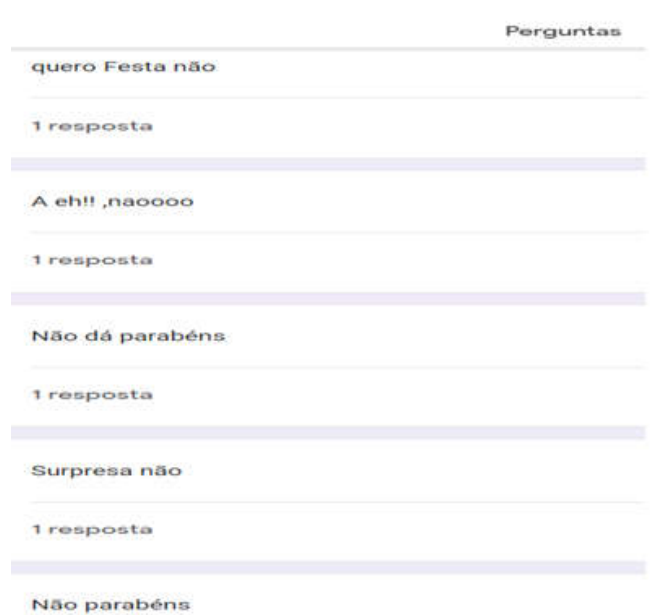 Perguntas
quero Festa não
1 resposta
A eh!! ,naoooo
1 resposta
Não dá parabéns
1 resposta
Surpresa não
1 resposta
Não parabéns